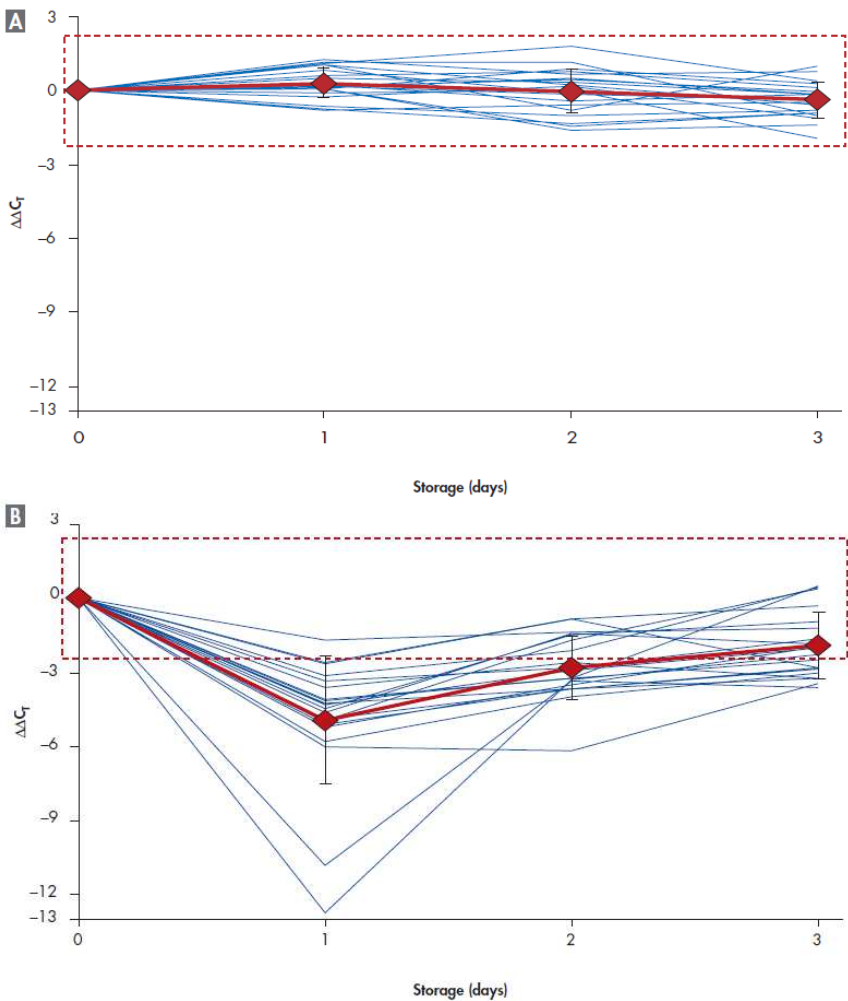 A
3
0
–3
–6
–9
–12
–13
ΔΔCT
0 1 2 3
Storage (days)
B
3
0
–3
–6
–9
–12
–13
ΔΔCT
0 1 2 3
Storage (days)